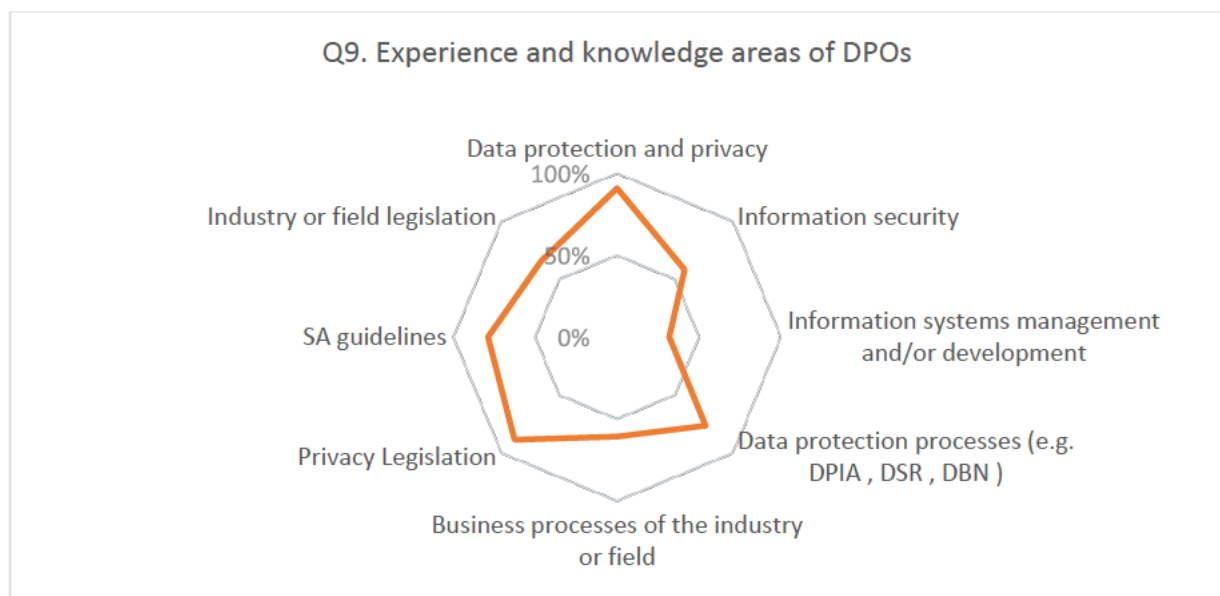 Q9. Experience and knowledge areas of DPOs
Data protection and privacy
100%
Industry or field legislation
Information security
50%
SA guidelines
0%
Information systems management
and/or development
Privacy Legislation
Data protection processes (e.g.
DPIA , DSR , DBN )
Business processes of the industry
or field